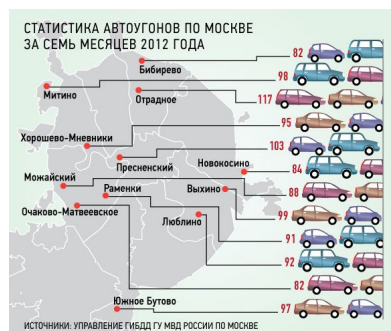 СТАТИСТИКА АВТОУГОНОВ ПО МОСКВЕ
ЗА СЕМЬ МЕСЯЦЕВ 2012 ГОДА
82
Бибирево
98
Митино
Отрадное
117
95
Хорошево-Мневники
103
Пресненский
Новокосино
84
Можайский
88
Раменки
Выхино
99
Очаково-Матвеевское
Люблино
91
92
82
Южное Бутово
97
ИСТОЧНИКИ: УПРАВЛЕНИЕ ГИБДД ГУ МВД РОССИИ ПО МОСКВЕ